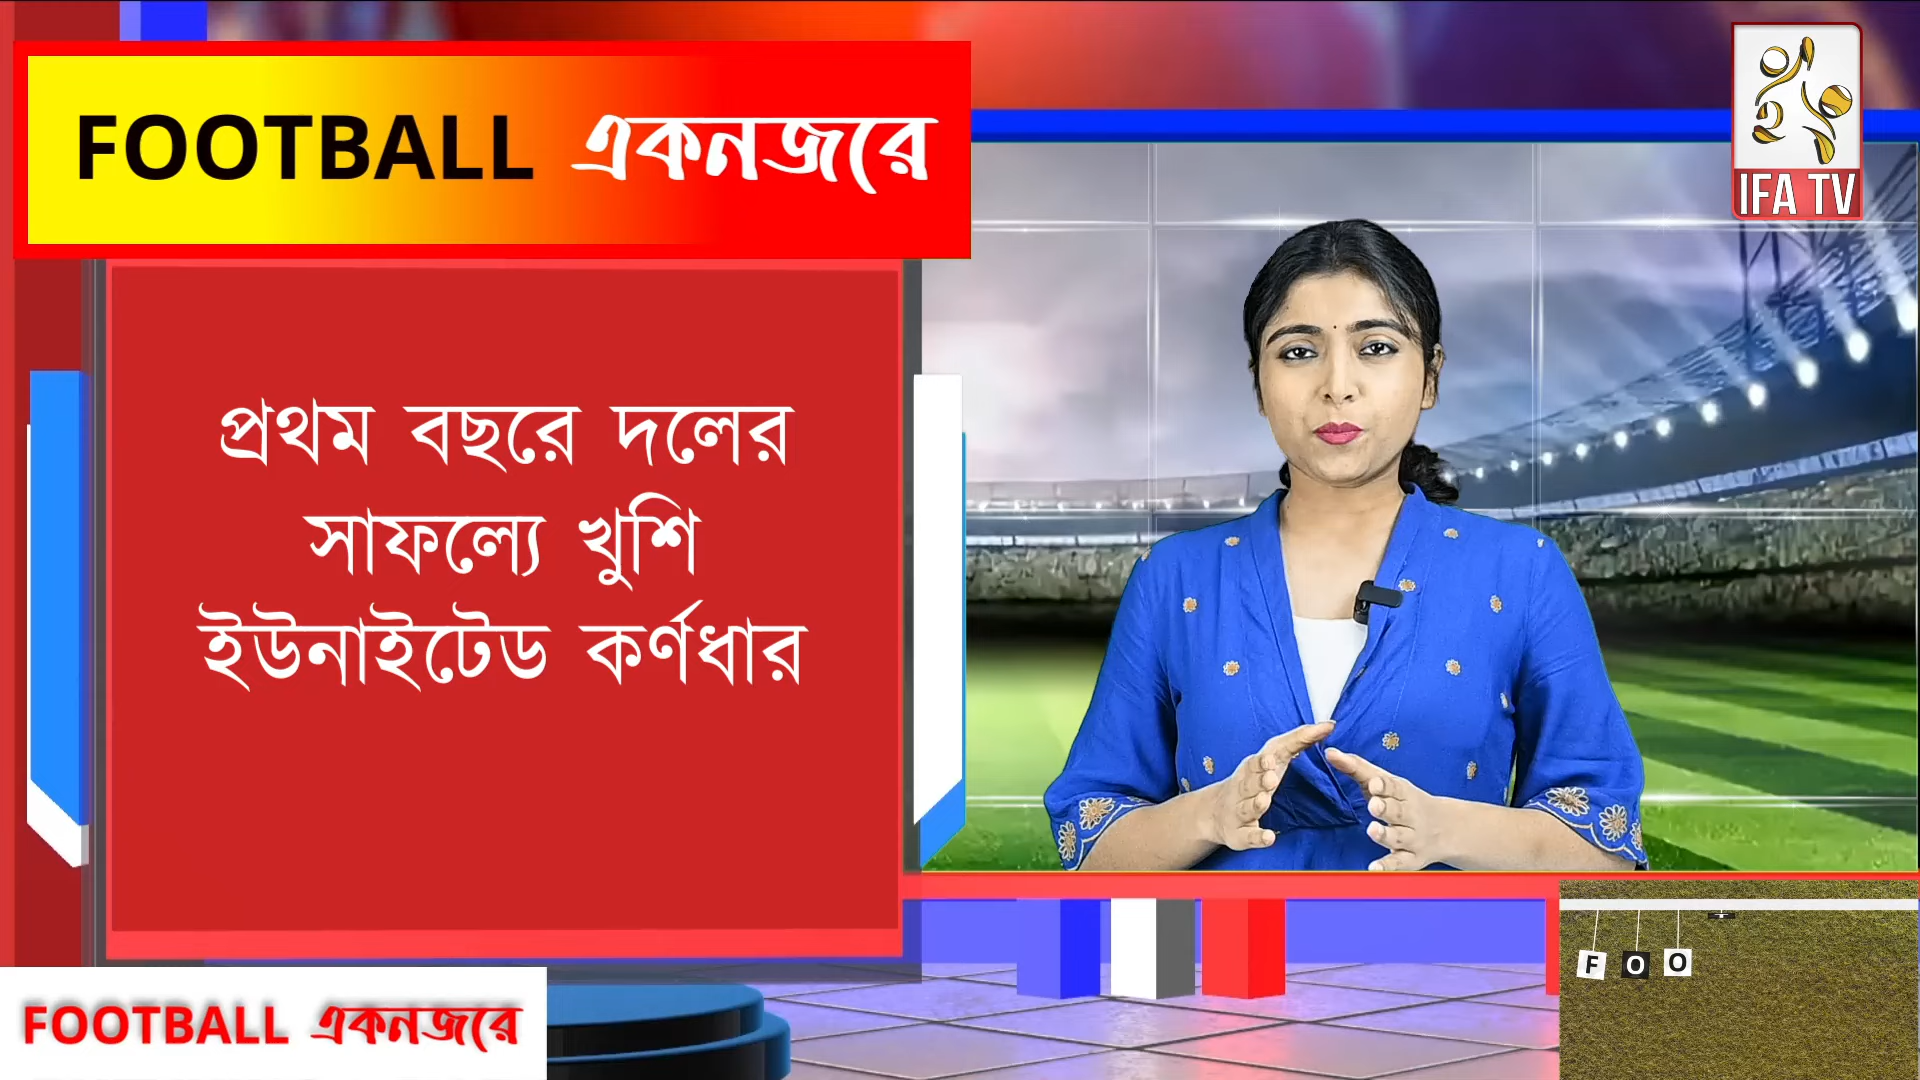 FOOTBALL একনজরে
IFA TV
প্রথম বছরে দলের
সাফল্যে খুশি
ইউনাইটেড কর্ণধার
FOOTBALL একনজরে
F O O